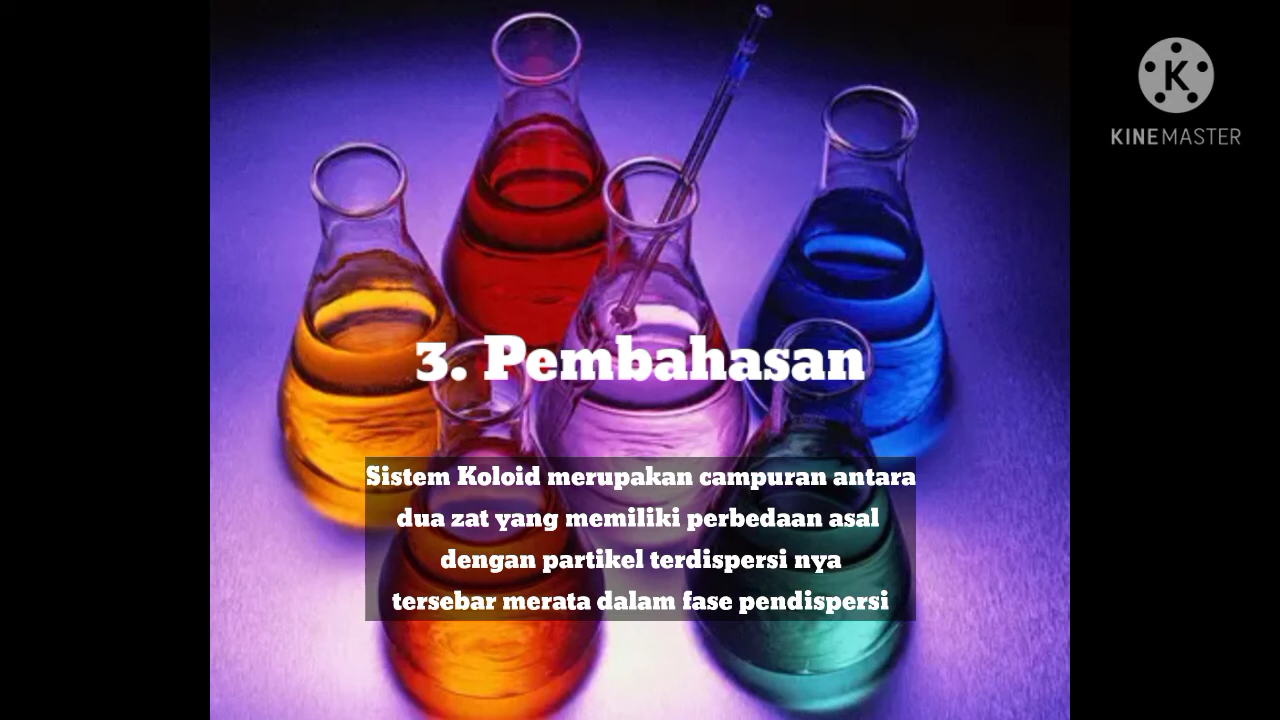 K
KINEMASTER
3. Pembahasan
Sistem Koloid merupakan campuran antara
dua zat yang memiliki perbedaan asal
dengan partikel terdispersi nya
tersebar merata dalam fase pendispersi